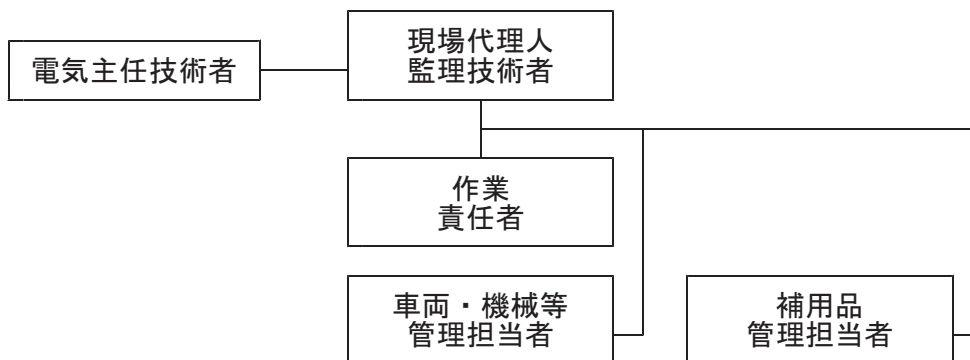 現場代理人
監理技術者
電気主任技術者
作業
責任者
車両・機械等
管理担当者
補用品
管理担当者